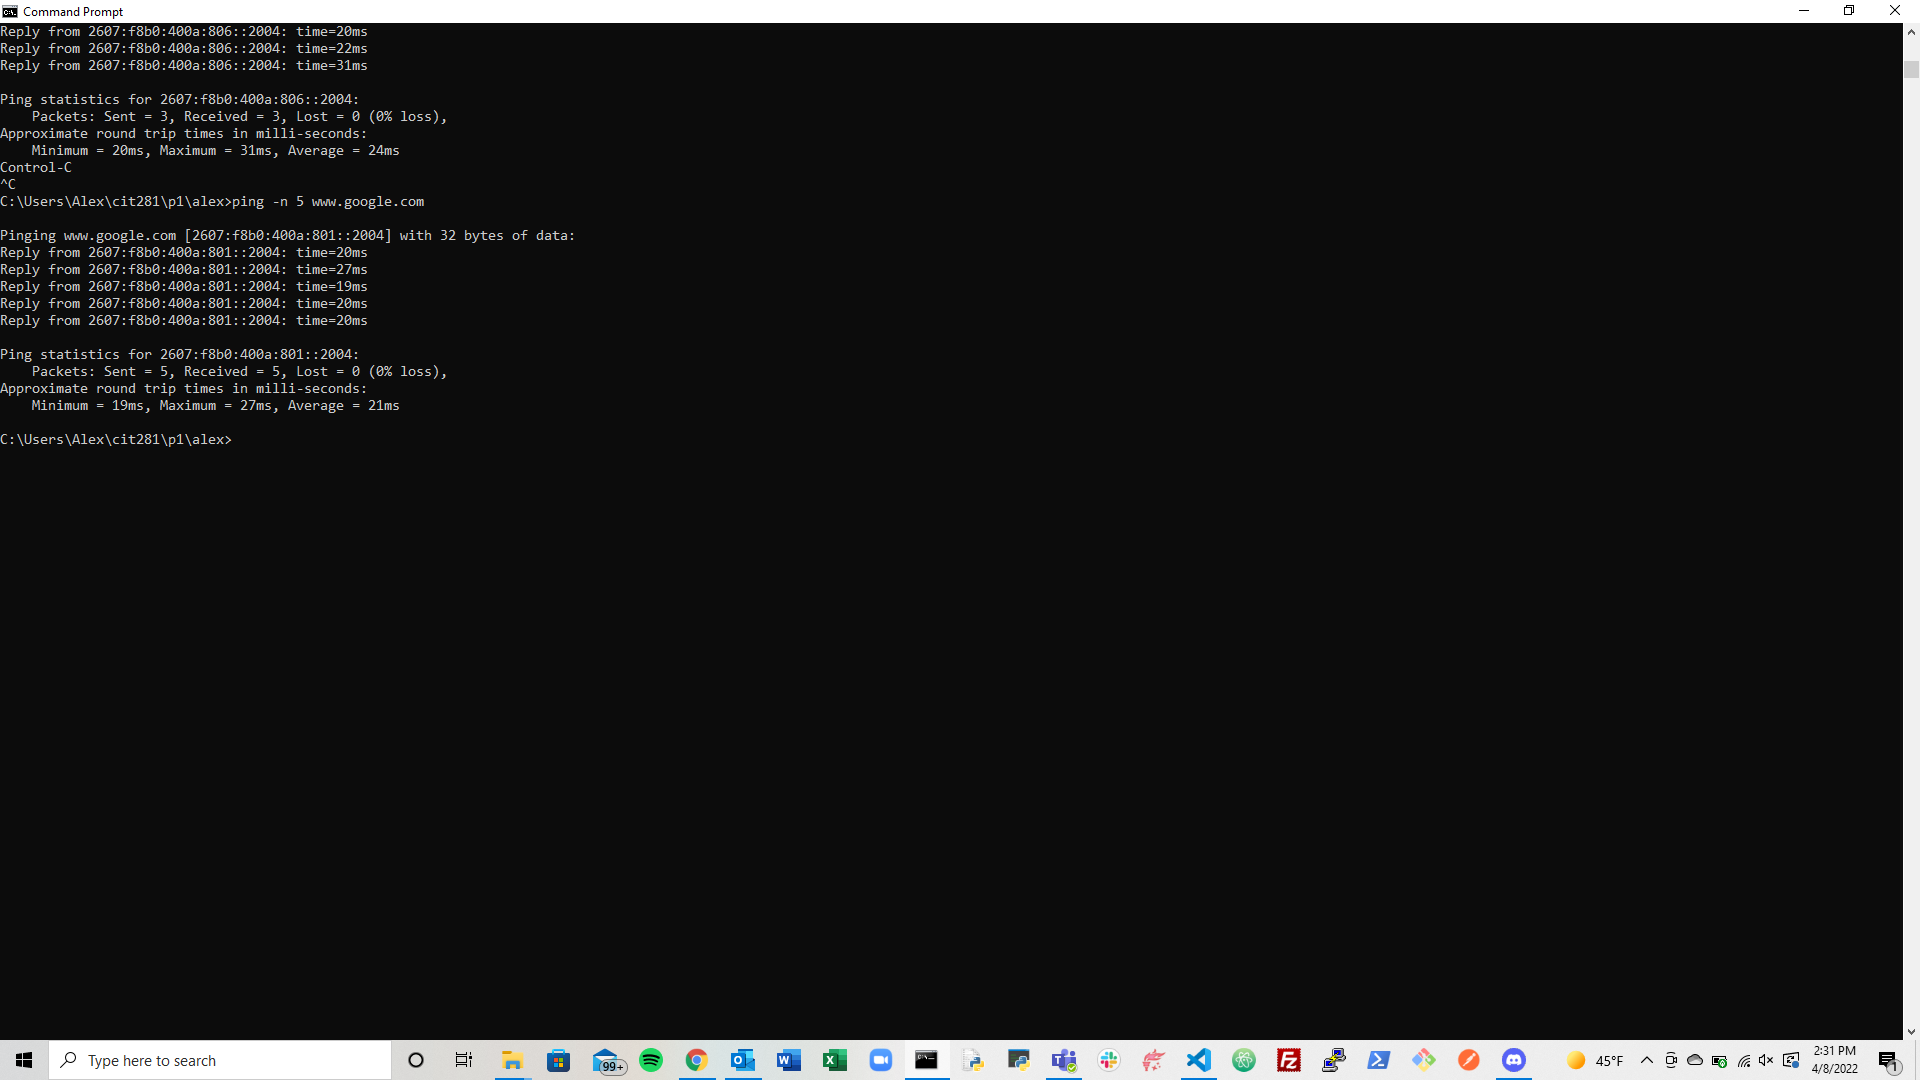 Command Prompt
Reply from 2607:f8b0:400a:806::2004: time=20ms
Reply from 2607:f8b0:400a:806::2004: time=22ms
Reply from 2607:f8b0:400a:806::2004: time=31ms
Ping statistics for 2607:f8b0:400a:806::2004:
    Packets: Sent = 3, Received = 3, Lost = 0 (0% loss),
Approximate round trip times in milli-seconds:
    Minimum = 20ms, Maximum = 31ms, Average = 24ms
Control-C
^C
C:\Users\Alex\cit281\p1\alex>ping -n 5 www.google.com
Pinging www.google.com [2607:f8b0:400a:801::2004] with 32 bytes of data:
Reply from 2607:f8b0:400a:801::2004: time=20ms
Reply from 2607:f8b0:400a:801::2004: time=27ms
Reply from 2607:f8b0:400a:801::2004: time=19ms
Reply from 2607:f8b0:400a:801::2004: time=20ms
Reply from 2607:f8b0:400a:801::2004: time=20ms
Ping statistics for 2607:f8b0:400a:801::2004:
    Packets: Sent = 5, Received = 5, Lost = 0 (0% loss),
Approximate round trip times in milli-seconds:
    Minimum = 19ms, Maximum = 27ms, Average = 21ms
C:\Users\Alex\cit281\p1\alex>
Type here to search
99+
45°F
2:31 PM
4/8/2022
1